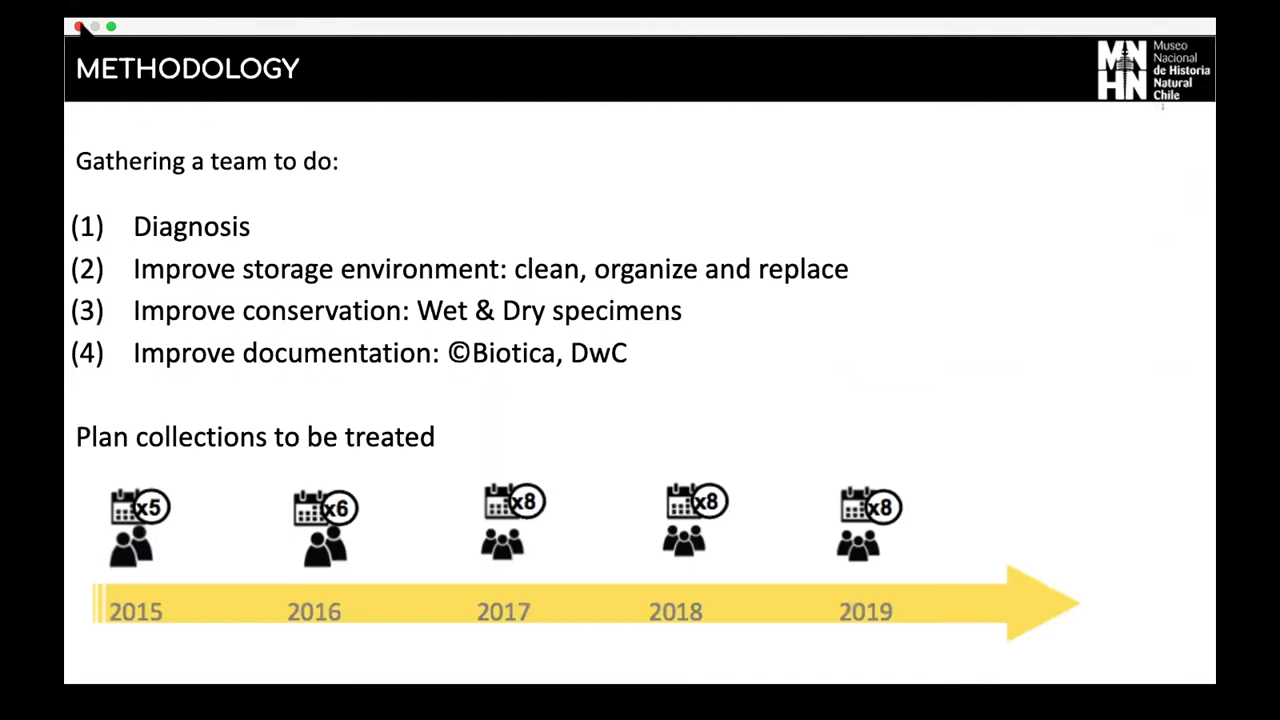 METHODOLOGY
MN
HN
Museo
Nacional
de Historia
Natural
Chile
Gathering a team to do:
(1) Diagnosis
(2) Improve storage environment: clean, organize and replace
(3) Improve conservation: Wet & Dry specimens
(4) Improve documentation: ©Biotica, DwC
Plan collections to be treated
x5 x6 x8 x8 x8
2015 2016 2017 2018 2019